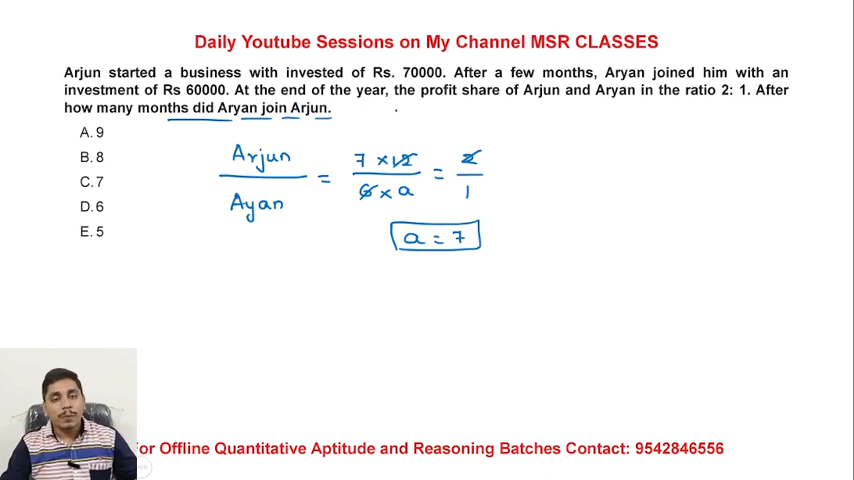 Daily Youtube Sessions on My Channel MSR CLASSES
Arjun started a business with invested of Rs. 70000. After a few months, Aryan joined him with an
investment of Rs 60000. At the end of the year, the profit share of Arjun and Aryan in the ratio 2: 1. After
how many months did Aryan join Arjun.
A. 9
B. 8
C. 7
D. 6
E. 5
Arjun
Ayan
=
7 × 12
6 × a
=
2
1
a = 7
or Offline Quantitative Aptitude and Reasoning Batches Contact: 9542846556